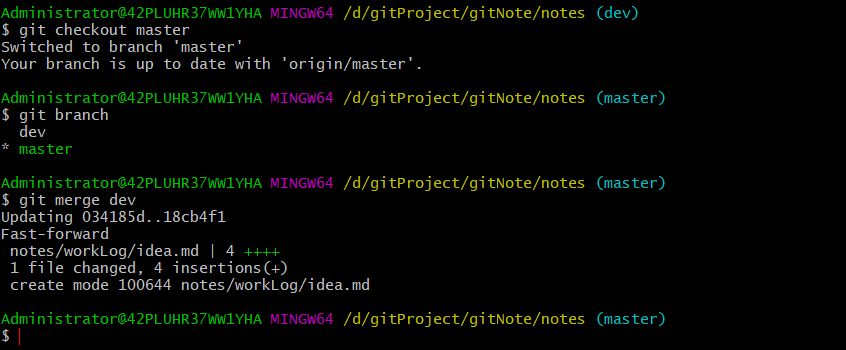 Administrator@42PLUHR37WW1YHA MINGW64 /d/gitProject/gitNote/notes (dev)
$ git checkout master
Switched to branch 'master'
Your branch is up to date with 'origin/master'.
Administrator@42PLUHR37WW1YHA MINGW64 /d/gitProject/gitNote/notes (master)
$ git branch
  dev
* master
Administrator@42PLUHR37WW1YHA MINGW64 /d/gitProject/gitNote/notes (master)
$ git merge dev
Updating 034185d..18cb4f1
Fast-forward
 notes/workLog/idea.md | 4 ++++
 1 file changed, 4 insertions(+)
 create mode 100644 notes/workLog/idea.md
Administrator@42PLUHR37WW1YHA MINGW64 /d/gitProject/gitNote/notes (master)
$